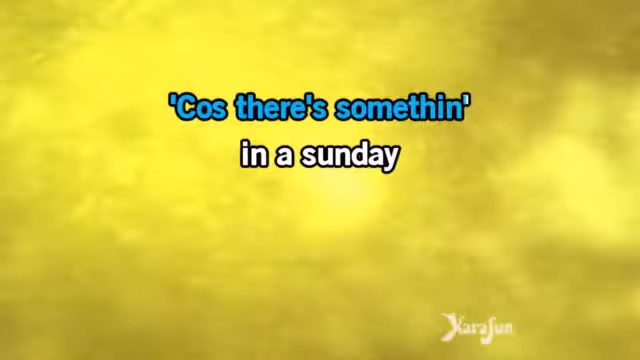 'Cos there's somethin'
in a sunday
KaraFun